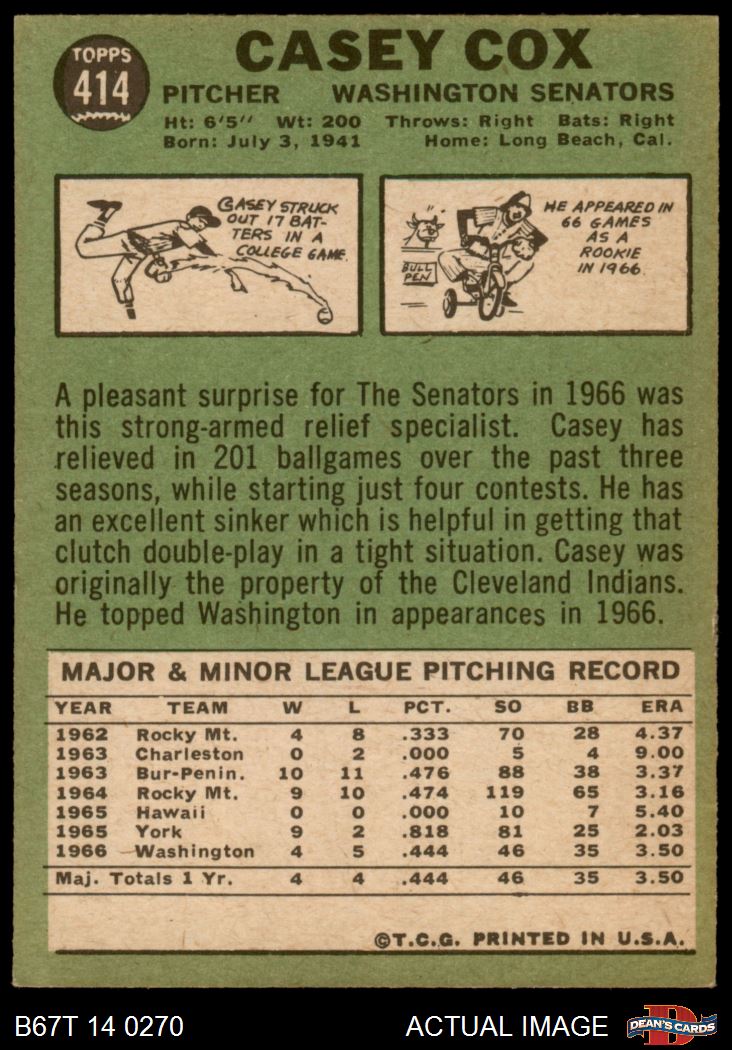 CASEY COX
TOPPS
414
PITCHER WASHINGTON SENATORS
Ht: 6'5" Wt: 200 Throws: Right Bats: Right
Born: July 3, 1941 Home: Long Beach, Cal.
CASEY STRUCK
OUT 17 BAT-
TERS IN A
COLLEGE GAME.
HE APPEARED IN
66 GAMES
AS A
ROOKIE
IN 1966.
BULL
PEN
A pleasant surprise for The Senators in 1966 was
this strong-armed relief specialist. Casey has
relieved in 201 ballgames over the past three
seasons, while starting just four contests. He has
an excellent sinker which is helpful in getting that
clutch double-play in a tight situation. Casey was
originally the property of the Cleveland Indians.
He topped Washington in appearances in 1966.
MAJOR & MINOR LEAGUE PITCHING RECORD
YEAR TEAM W L PCT. SO BB ERA
1962 Rocky Mt. 4 8 .333 70 28 4.37
1963 Charleston 0 2 .000 5 4 9.00
1963 Bur-Penin. 10 11 .476 88 38 3.37
1964 Rocky Mt. 9 10 .474 119 65 3.16
1965 Hawaii 0 0 .000 10 7 5.40
1965 York 9 2 .818 81 25 2.03
1966 Washington 4 5 .444 46 35 3.50
Maj. Totals 1 Yr. 4 4 .444 46 35 3.50
©T.C.G. PRINTED IN U.S.A.
B67T 14 0270 ACTUAL IMAGE
D
DEAN'S CARDS